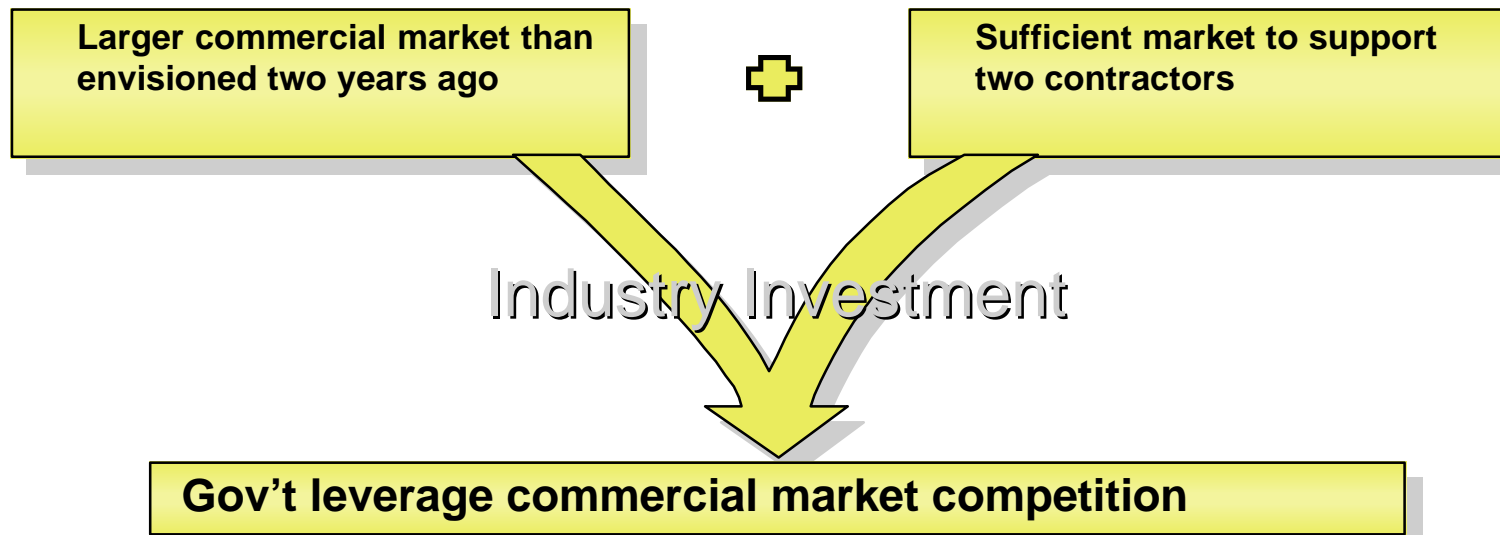 Larger commercial market than
envisioned two years ago
Sufficient market to support
two contractors
Industry Investment
Gov’t leverage commercial market competition